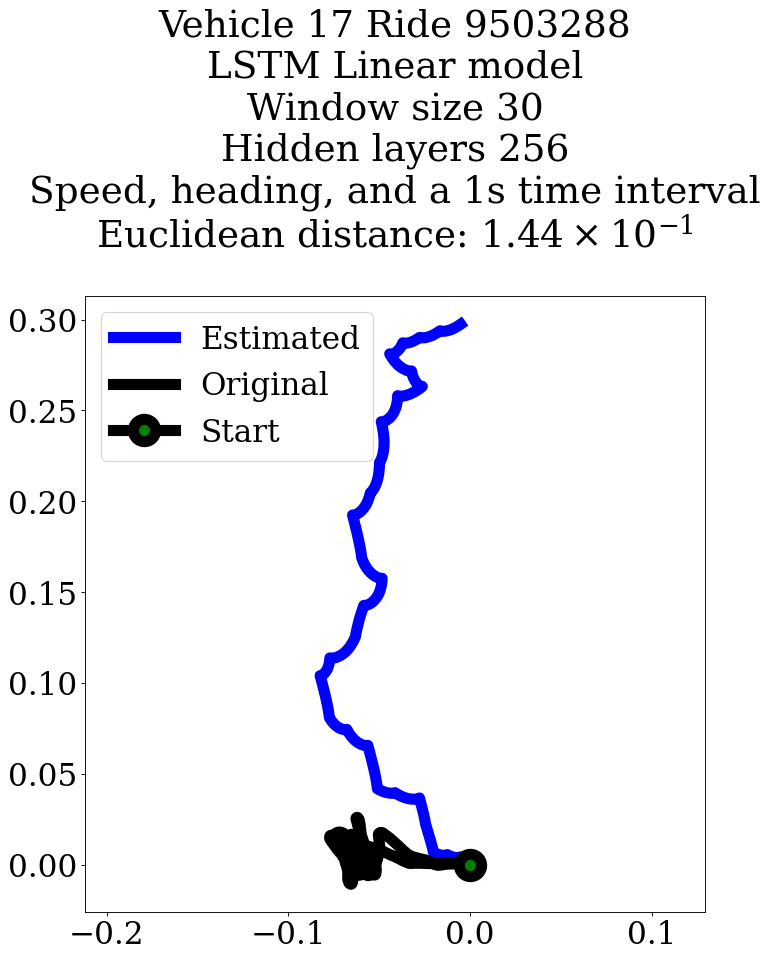 Vehicle 17 Ride 9503288
LSTM Linear model
Window size 30
Hidden layers 256
Speed, heading, and a 1s time interval
Euclidean distance: 1.44 × 10⁻¹
Estimated
Original
Start
0.30
0.25
0.20
0.15
0.10
0.05
0.00
−0.2 −0.1 0.0 0.1